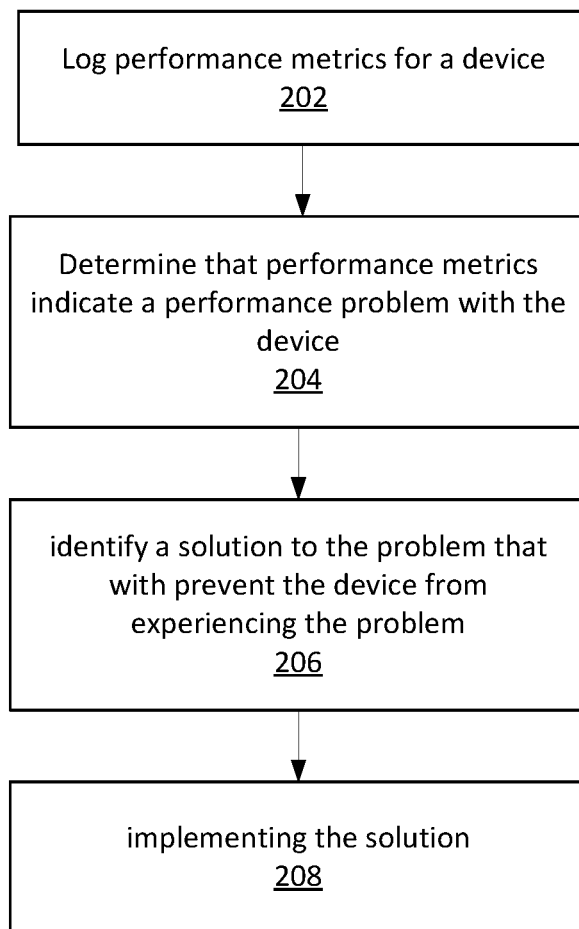 Log performance metrics for a device
202
Determine that performance metrics
indicate a performance problem with the
device
204
identify a solution to the problem that
with prevent the device from
experiencing the problem
206
implementing the solution
208